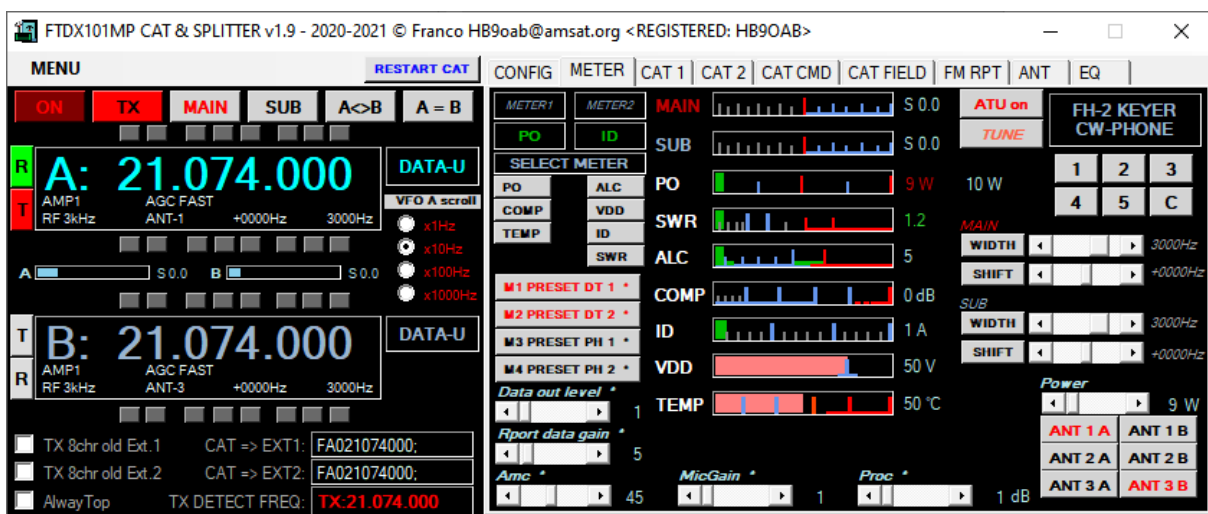 FTDX101MP CAT & SPLITTER v1.9 - 2020-2021 © Franco HB9oab@amsat.org <REGISTERED: HB9OAB>
MENU
RESTART CAT
ON TX MAIN SUB A<>B A = B
R
T
A: 21.074.000
AMP1 AGC FAST
RF 3kHz ANT-1 +0000Hz 3000Hz
DATA-U
VFO A scroll
x1Hz
x10Hz
x100Hz
x1000Hz
A S 0.0 B S 0.0
T
R
B: 21.074.000
AMP1 AGC FAST
RF 3kHz ANT-3 +0000Hz 3000Hz
DATA-U
TX 8chr old Ext.1 CAT => EXT1: FA021074000;
TX 8chr old Ext.2 CAT => EXT2: FA021074000;
AlwayTop TX DETECT FREQ: TX:21.074.000
CONFIG METER CAT 1 CAT 2 CAT CMD CAT FIELD FM RPT ANT EQ
METER1 METER2
PO ID
SELECT METER
PO ALC
COMP VDD
TEMP ID
SWR
M1 PRESET DT 1 *
M2 PRESET DT 2 *
M3 PRESET PH 1 *
M4 PRESET PH 2 *
Data out level *
1
Rport data gain *
5
Amc *
45
MAIN S 0.0
SUB S 0.0
PO 9 W 10 W
SWR 1.2
ALC 5
COMP 0 dB
ID 1 A
VDD 50 V
TEMP 50 °C
MicGain *
1
Proc *
1 dB
ATU on
TUNE
FH-2 KEYER
CW-PHONE
1 2 3
4 5 C
MAIN
WIDTH 3000Hz
SHIFT +0000Hz
SUB
WIDTH 3000Hz
SHIFT +0000Hz
Power
9 W
ANT 1 A ANT 1 B
ANT 2 A ANT 2 B
ANT 3 A ANT 3 B